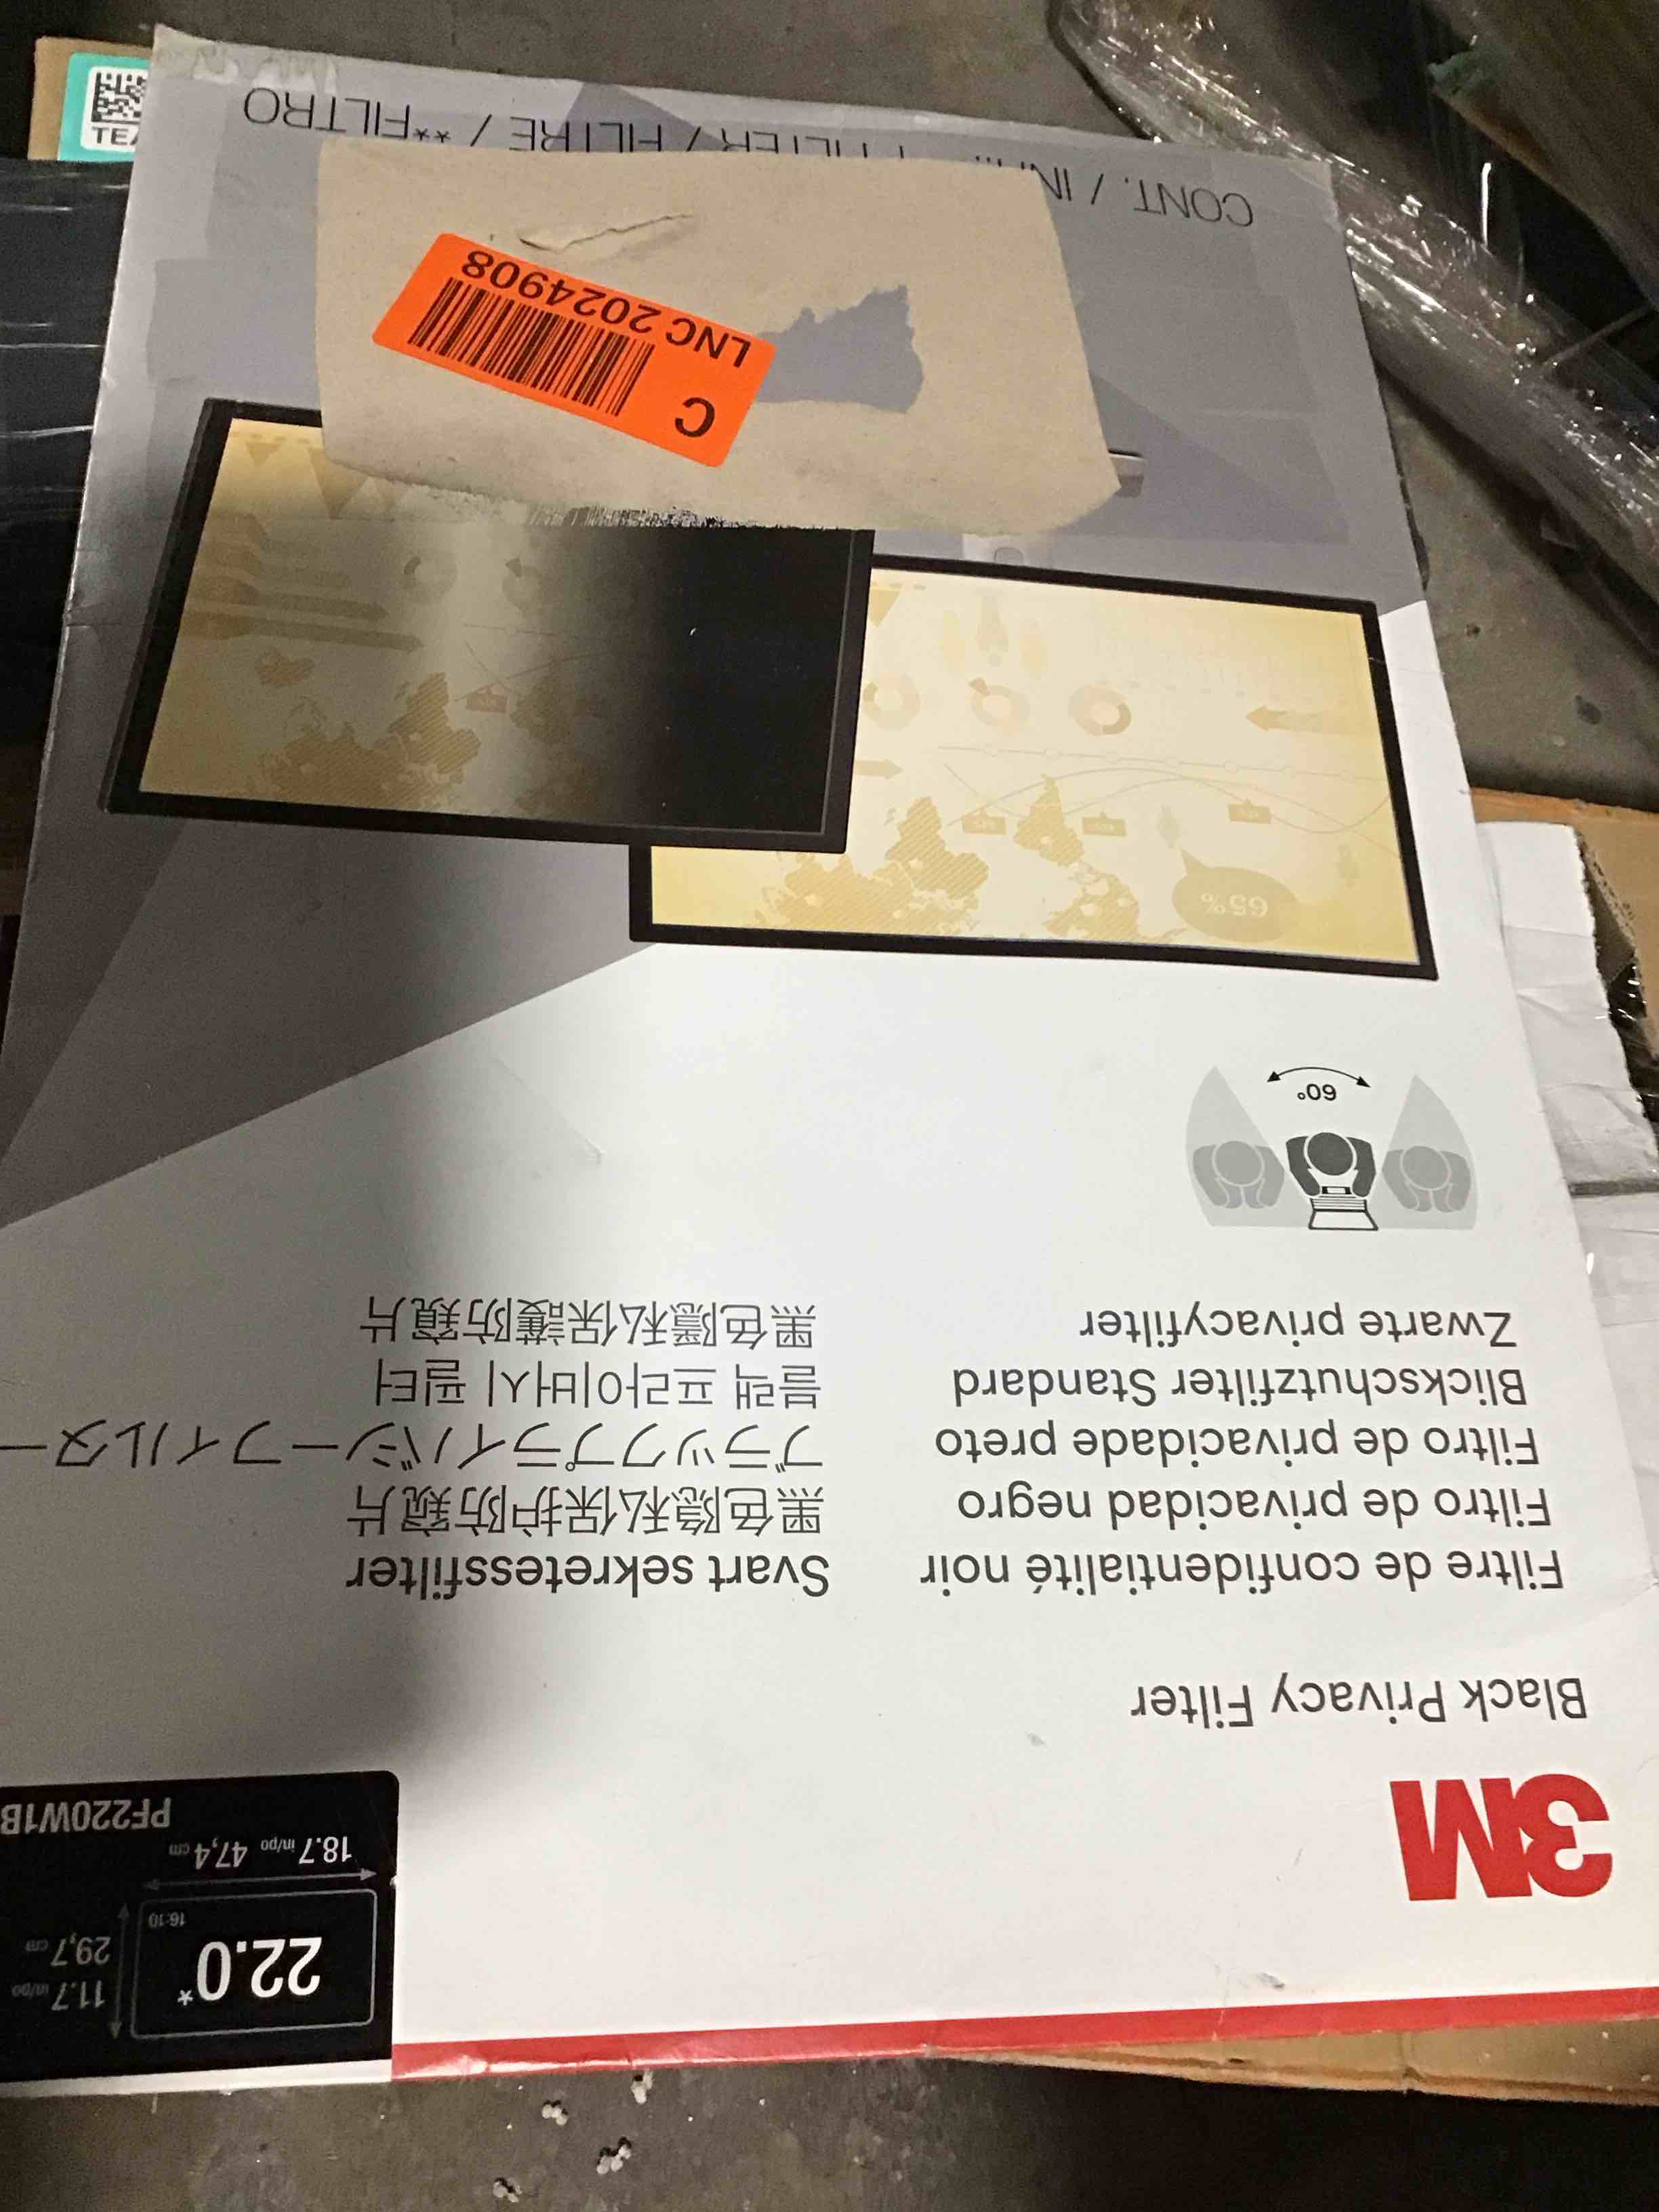 22.0*
16:10
11.7 in/po
29,7 cm
18.7 in/po 47,4 cm
PF220W1B
3M
Black Privacy Filter
Filtre de confidentialité noir
Filtro de privacidad negro
Filtro de privacidade preto
Blickschutzfilter Standard
Zwarte privacyfilter
Svart sekretessfilter
黑色隐私保护防窥片
ブラックプライバシーフィルター
블랙 프라이버시 필터
黑色隱私保護防窺片
60°
65%
C
LNC 2024908
CONT. / FILTER / FILTRE / **FILTRO
TEA